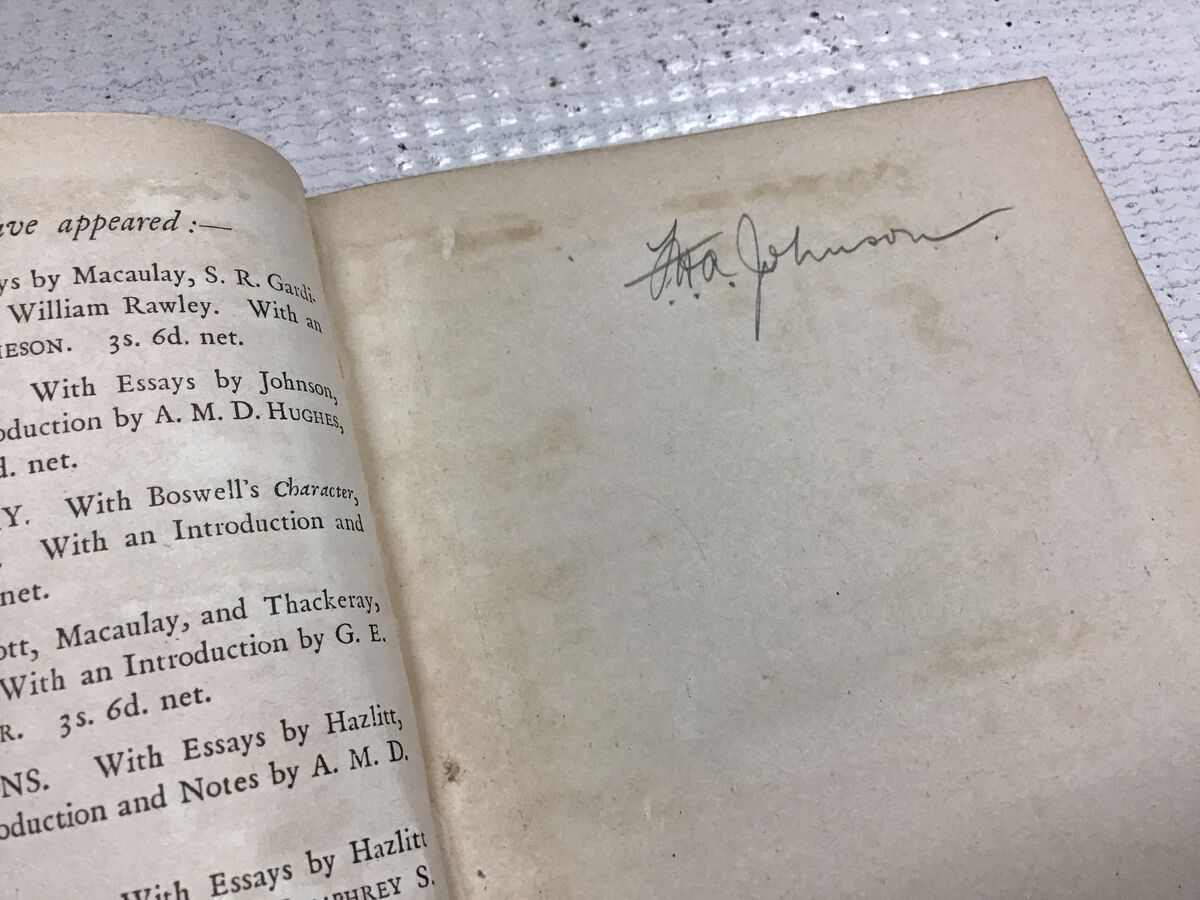 ve appeared :—
ys by Macaulay, S. R. Gardi-
William Rawley. With an
IESON. 3s. 6d. net.
With Essays by Johnson,
oduction by A. M. D. HUGHES,
d. net.
Y. With Boswell's Character,
With an Introduction and
net.
ott, Macaulay, and Thackeray,
With an Introduction by G. E.
R. 3s. 6d. net.
NS. With Essays by Hazlitt,
oduction and Notes by A. M. D.
With Essays by Hazlitt
MPHREY S.
F. H. A. Johnson.